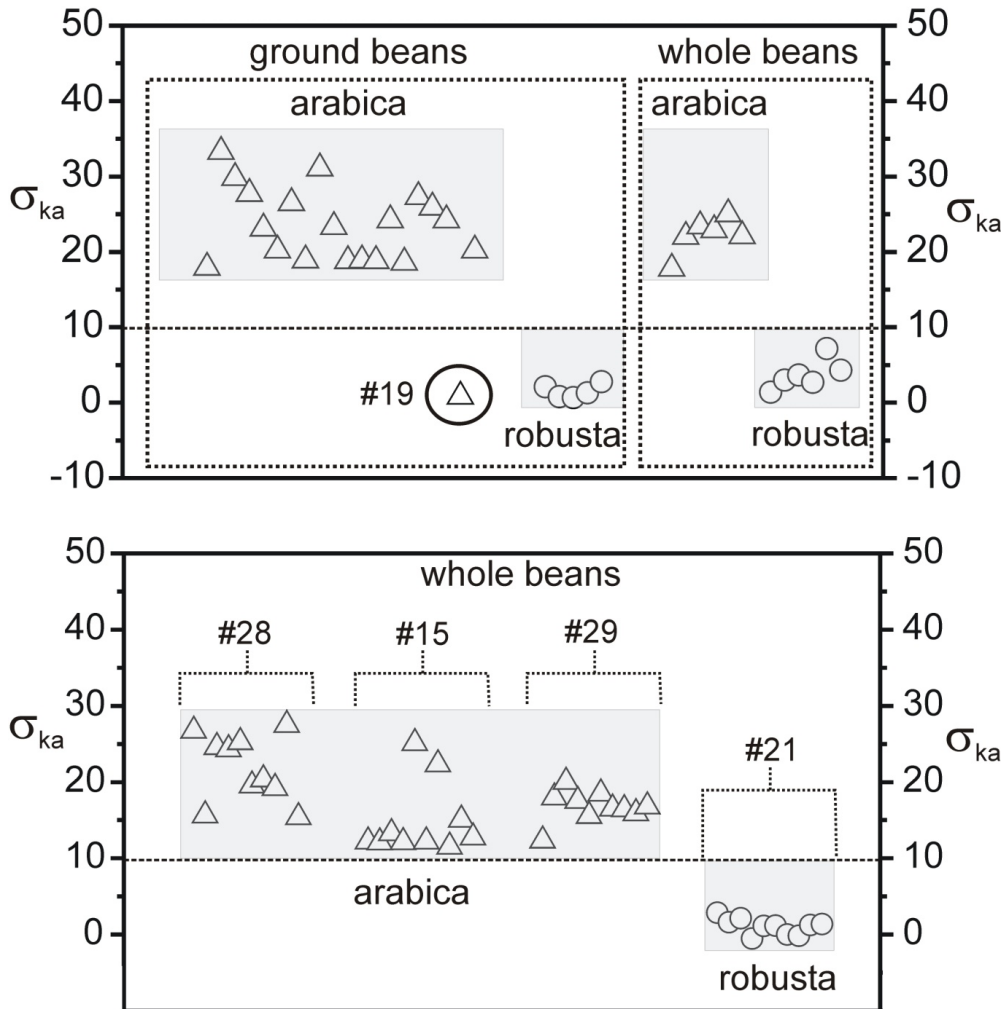 50 50
ground beans whole beans
arabica arabica
40 40
30 30
σka σka
20 20
10 10
#19
0 0
robusta robusta
-10 -10
50 50
whole beans
40 40
#28 #15 #29
30 30
σka σka
#21
20 20
10 10
arabica
0 0
robusta